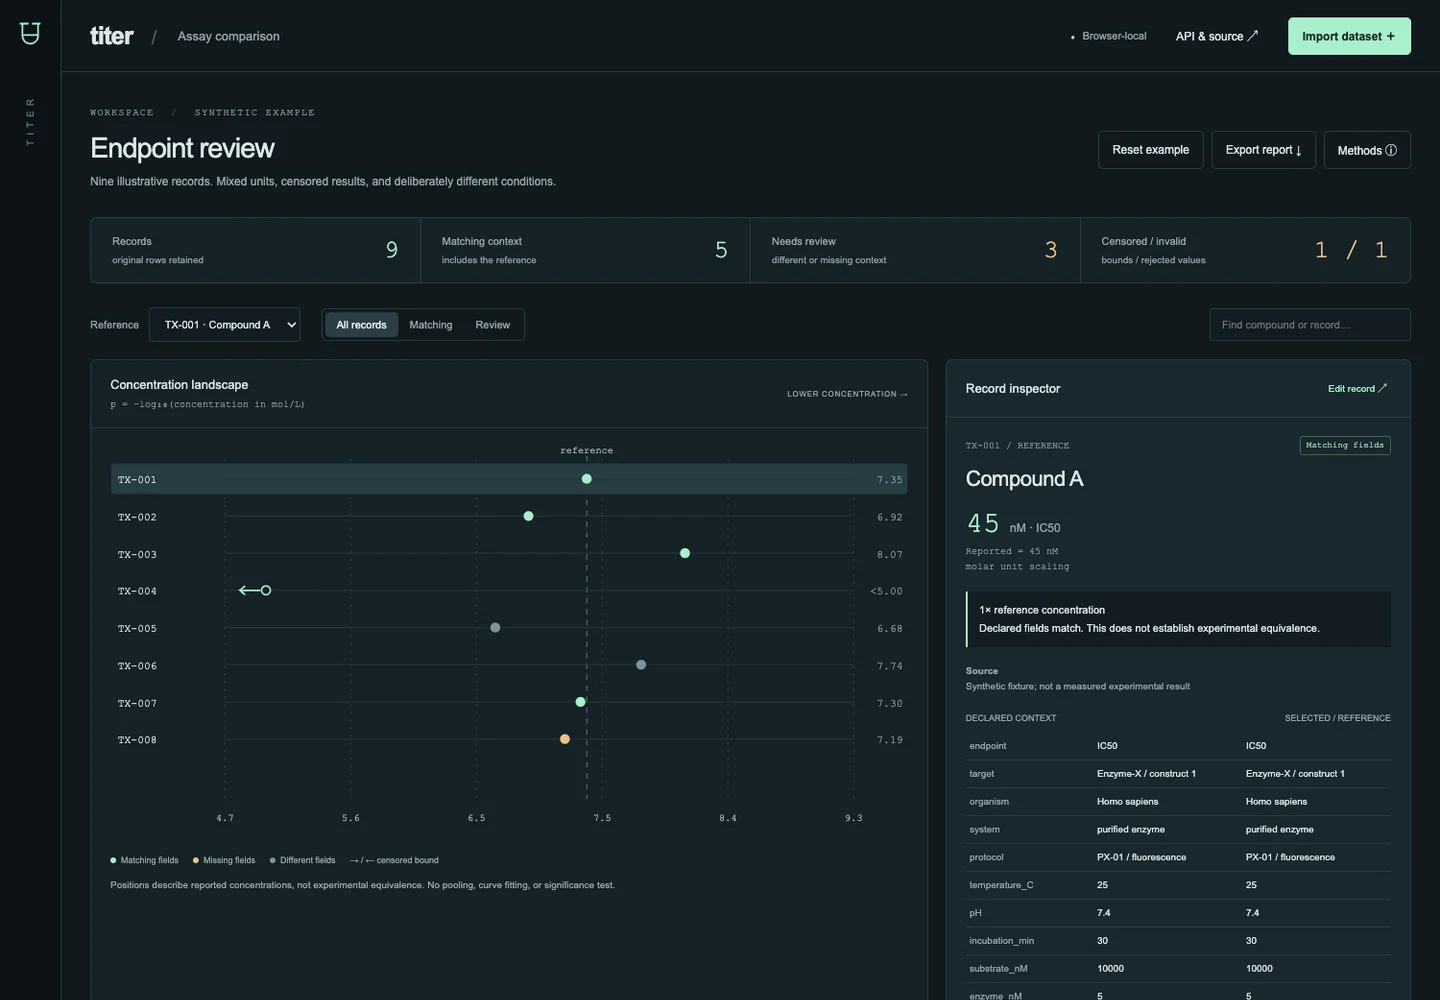 titer / Assay comparison
• Browser-local
API & source ↗
Import dataset +
TITER
WORKSPACE / SYNTHETIC EXAMPLE
Endpoint review
Nine illustrative records. Mixed units, censored results, and deliberately different conditions.
Reset example
Export report ↓
Methods ⓘ
Records
original rows retained
9
Matching context
includes the reference
5
Needs review
different or missing context
3
Censored / invalid
bounds / rejected values
1 / 1
Reference
TX-001 · Compound A
All records
Matching
Review
Find compound or record...
Concentration landscape
p = −log₁₀(concentration in mol/L)
LOWER CONCENTRATION →
reference
TX-001 7.35
TX-002 6.92
TX-003 8.07
TX-004 <5.00
TX-005 6.68
TX-006 7.74
TX-007 7.30
TX-008 7.19
4.7 5.6 6.5 7.5 8.4 9.3
Matching fields Missing fields Different fields → / ← censored bound
Positions describe reported concentrations, not experimental equivalence. No pooling, curve fitting, or significance test.
Record inspector
Edit record ↗
TX-001 / REFERENCE
Matching fields
Compound A
45 nM · IC50
Reported = 45 nM
molar unit scaling
1× reference concentration
Declared fields match. This does not establish experimental equivalence.
Source
Synthetic fixture; not a measured experimental result
DECLARED CONTEXT SELECTED / REFERENCE
endpoint IC50 IC50
target Enzyme-X / construct 1 Enzyme-X / construct 1
organism Homo sapiens Homo sapiens
system purified enzyme purified enzyme
protocol PX-01 / fluorescence PX-01 / fluorescence
temperature_C 25 25
pH 7.4 7.4
incubation_min 30 30
substrate_nM 10000 10000
enzyme_nM 5 5